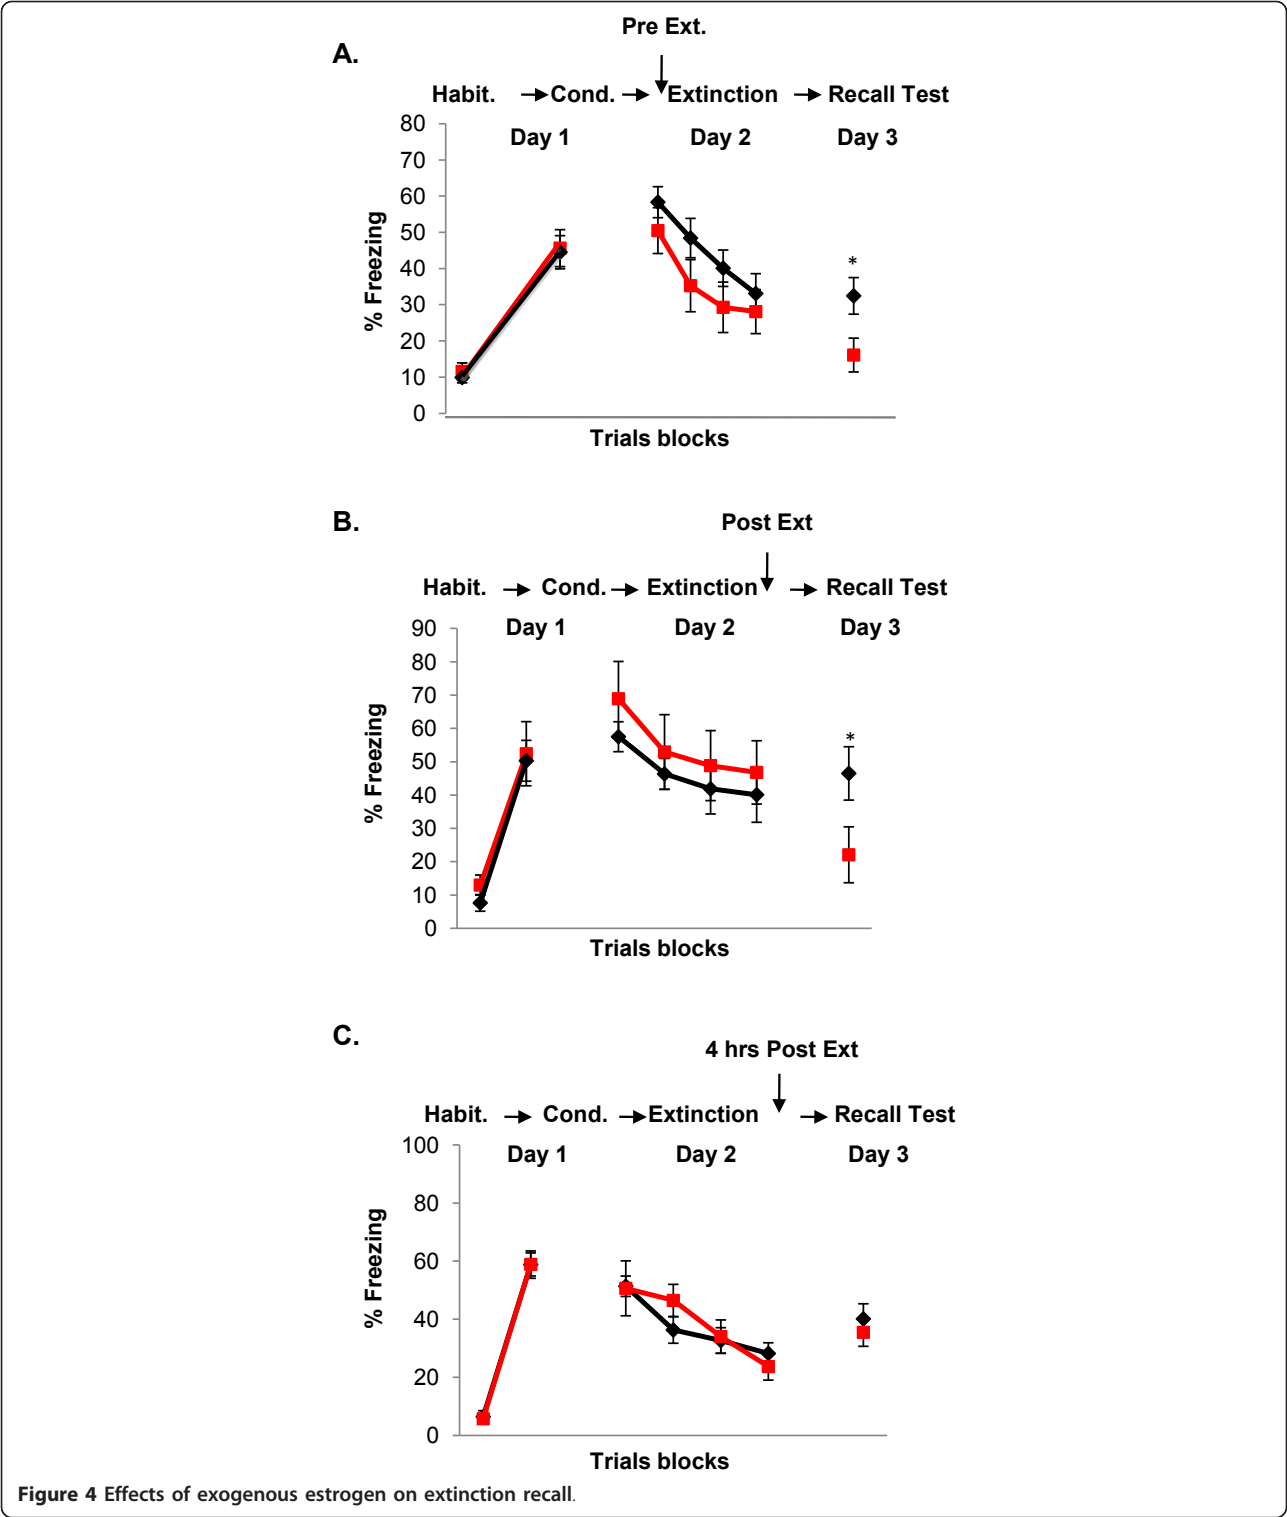 Pre Ext.
A.
Habit. → Cond. → Extinction → Recall Test
80 Day 1 Day 2 Day 3
70
60
50
40
30
20
10
0
% Freezing
*
Trials blocks
Post Ext
B.
Habit. → Cond. → Extinction → Recall Test
90 Day 1 Day 2 Day 3
80
70
60
50
40
30
20
10
0
% Freezing
*
Trials blocks
C.
4 hrs Post Ext
Habit. → Cond. → Extinction → Recall Test
100 Day 1 Day 2 Day 3
80
60
40
20
0
% Freezing
Trials blocks
Figure 4 Effects of exogenous estrogen on extinction recall.